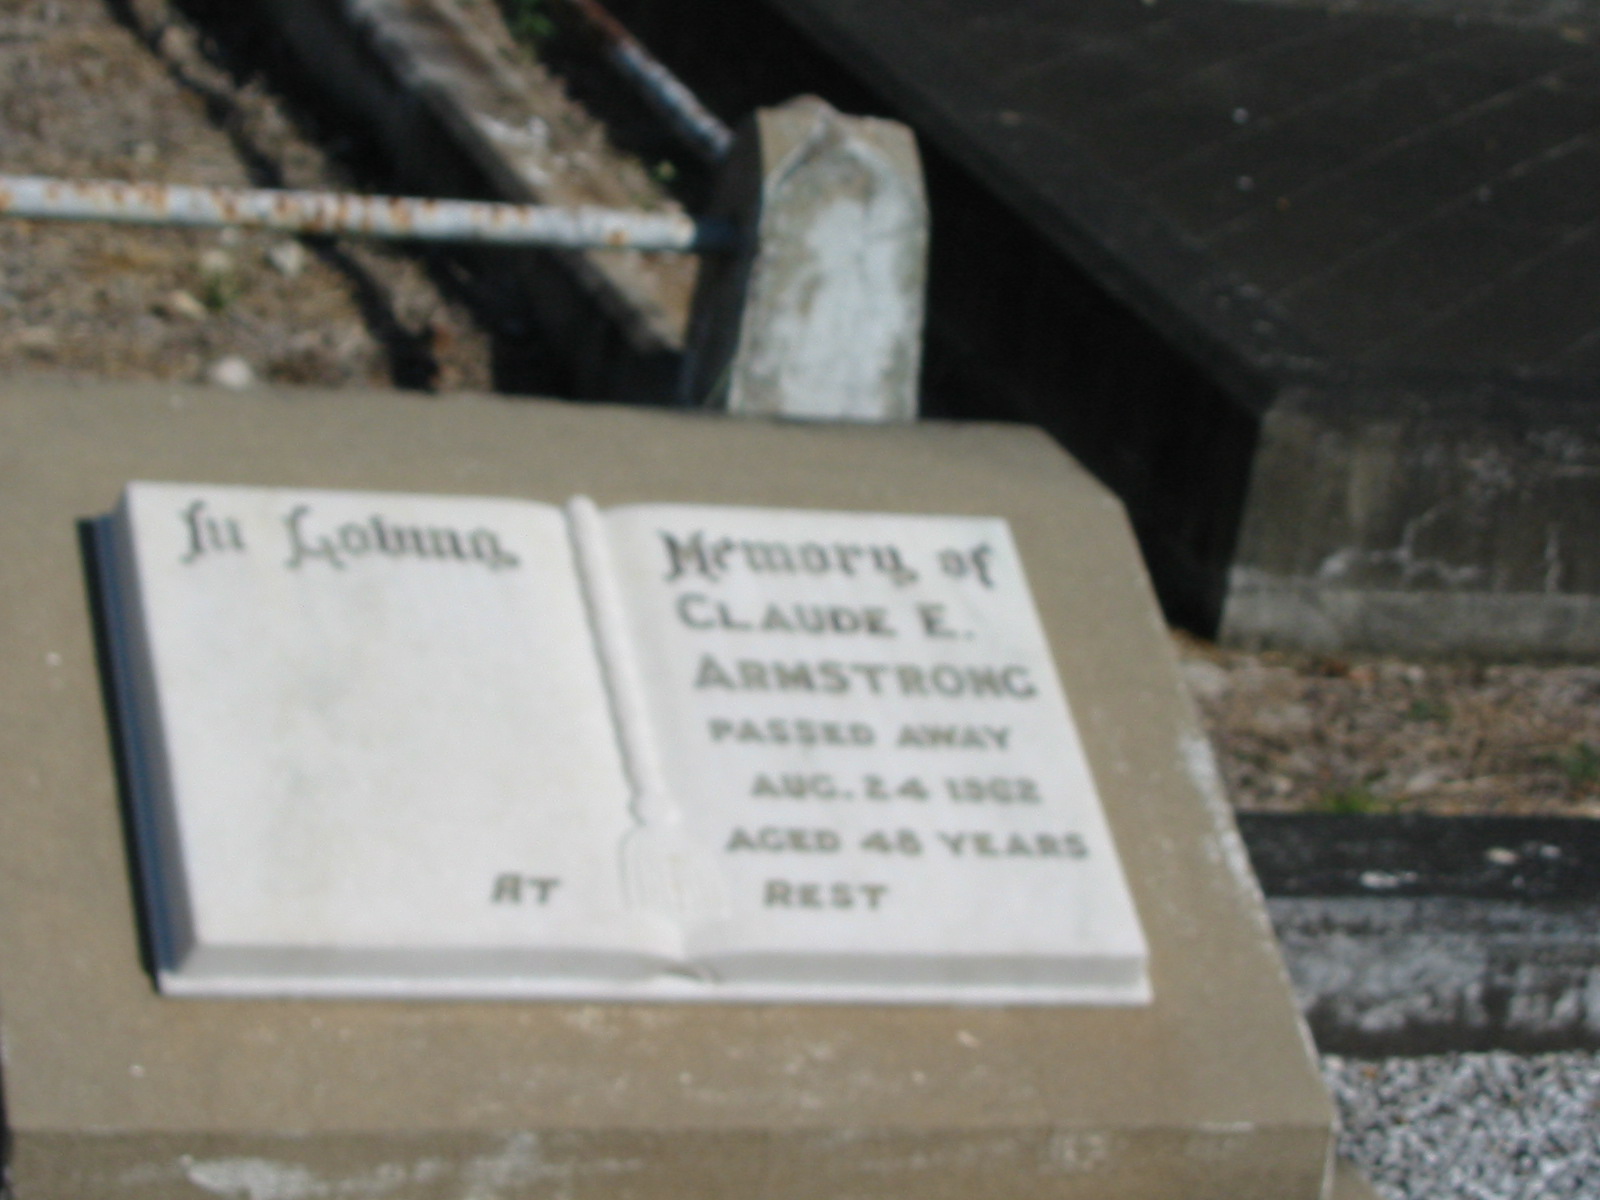 In Loving Memory of
CLAUDE E.
ARMSTRONG
PASSED AWAY
AUG. 24 1962
AGED 48 YEARS
AT REST